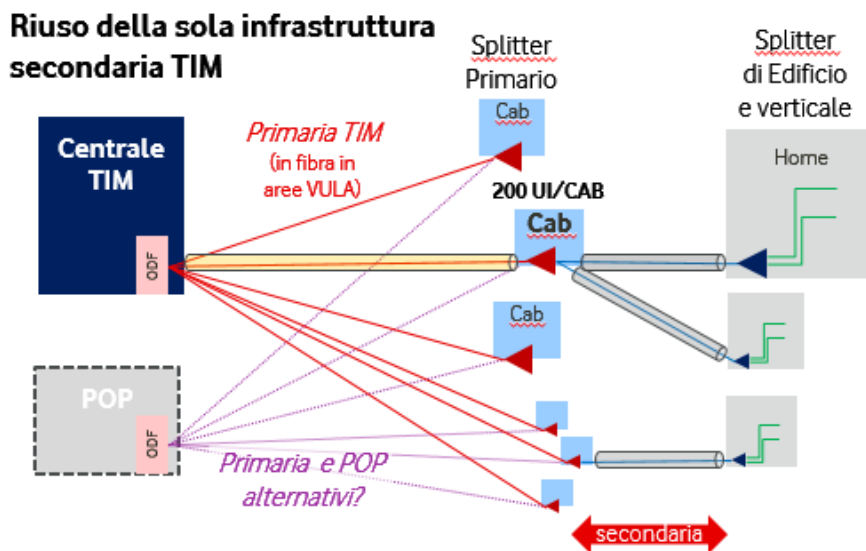 Riuso della sola infrastruttura
secondaria TIM
Splitter
Primario
Splitter
di Edificio
e verticale
Centrale
TIM
ODF
Primaria TIM
(in fibra in
aree VULA)
Cab
200 UI/CAB
Cab
Cab
Home
POP
ODF
Primaria e POP
alternativi?
secondaria